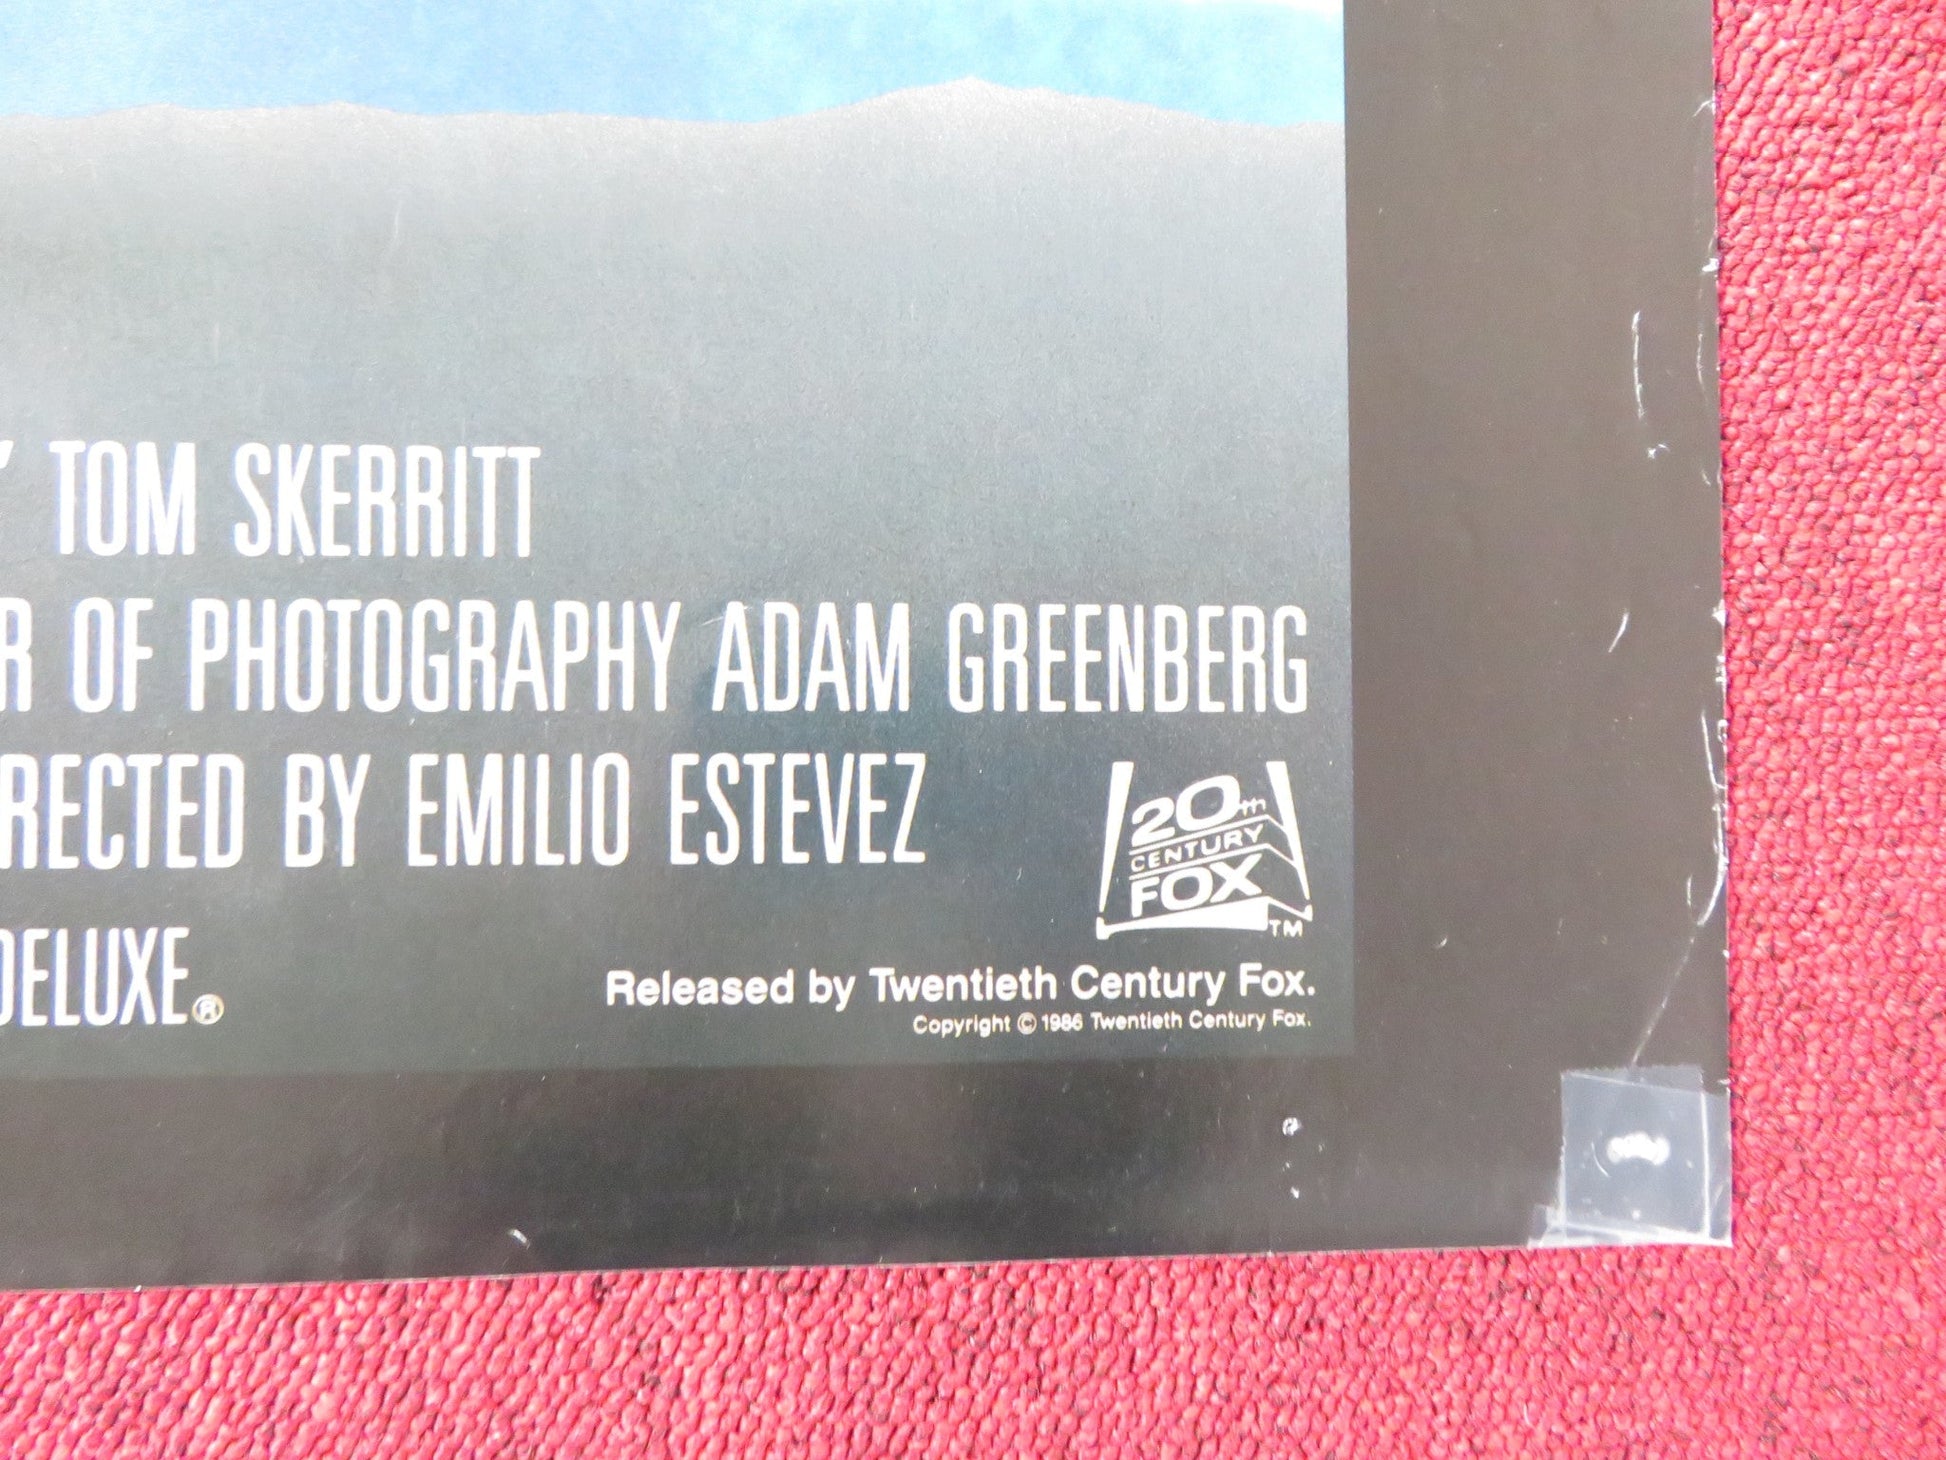 TOM SKERRITT
R OF PHOTOGRAPHY ADAM GREENBERG
RECTED BY EMILIO ESTEVEZ
20th
CENTURY
FOX
TM
DELUXE®
Released by Twentieth Century Fox.
Copyright © 1986 Twentieth Century Fox.